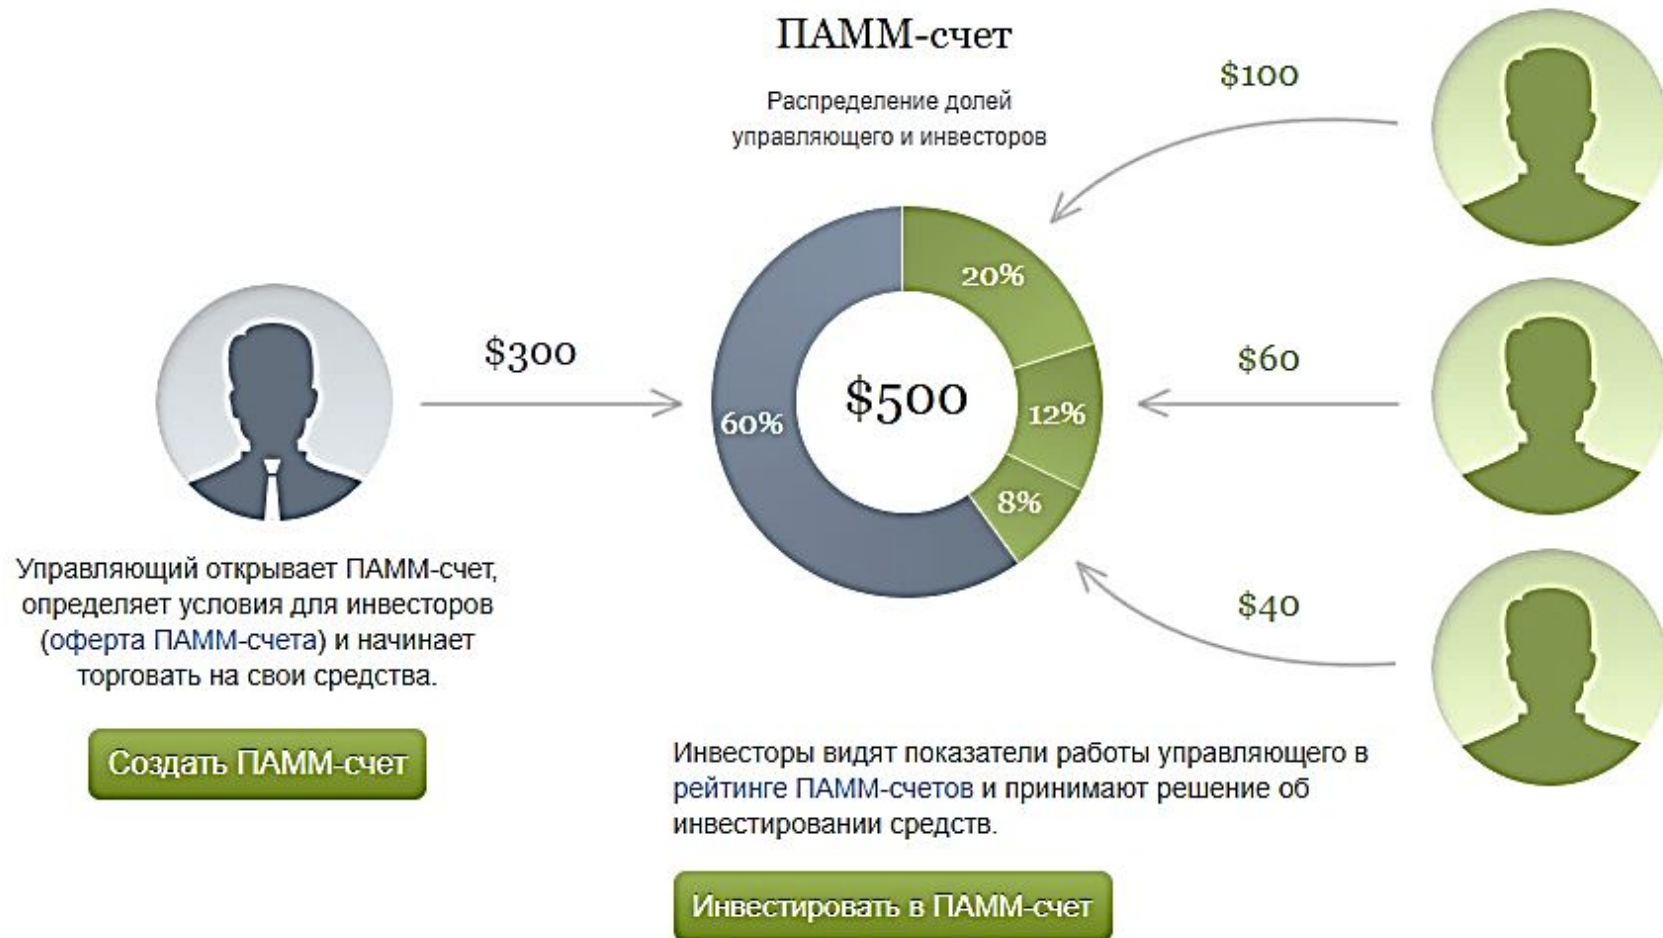 ПАММ-счет
Распределение долей
управляющего и инвесторов
$100
20%
$300
$500
60%
12%
8%
$60
$40
Управляющий открывает ПАММ-счет,
определяет условия для инвесторов
(оферта ПАММ-счета) и начинает
торговать на свои средства.
Создать ПАММ-счет
Инвесторы видят показатели работы управляющего в
рейтинге ПАММ-счетов и принимают решение об
инвестировании средств.
Инвестировать в ПАММ-счет